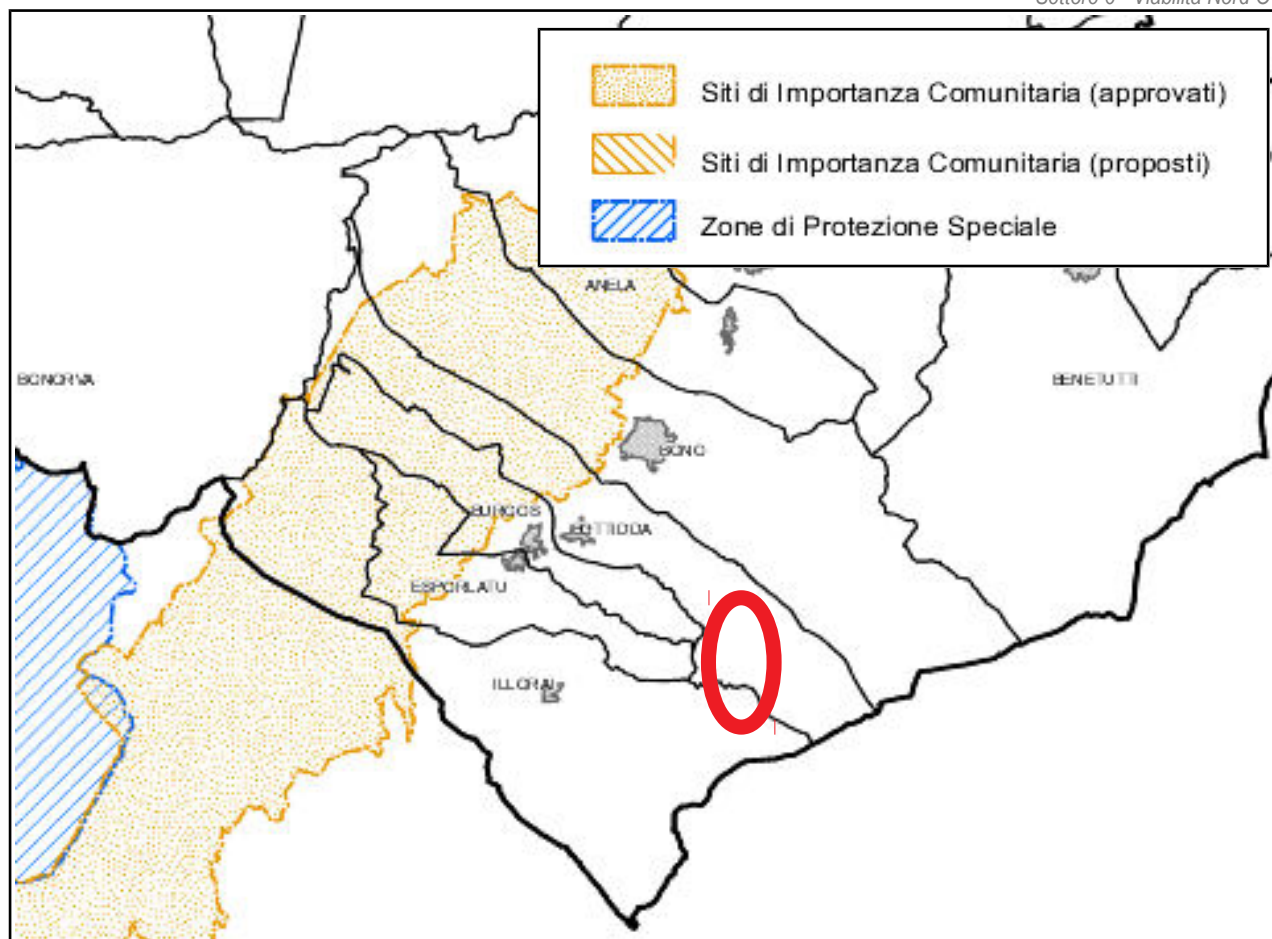 Siti di Importanza Comunitaria (approvati)
Siti di Importanza Comunitaria (proposti)
Zone di Protezione Speciale
ANELA
BONORVA
BENETUTTI
BONO
BURGOS
BOTTIDDA
ESPORLATU
ILLORAI